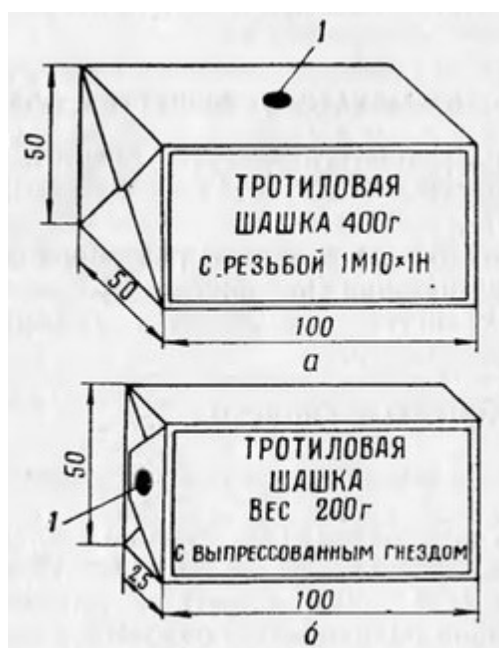 1
50
ТРОТИЛОВАЯ
ШАШКА 400г
С РЕЗЬБОЙ 1М10×1Н
50
100
а
50
ТРОТИЛОВАЯ
ШАШКА
ВЕС 200г
С ВЫПРЕССОВАННЫМ ГНЕЗДОМ
1
25
100
б